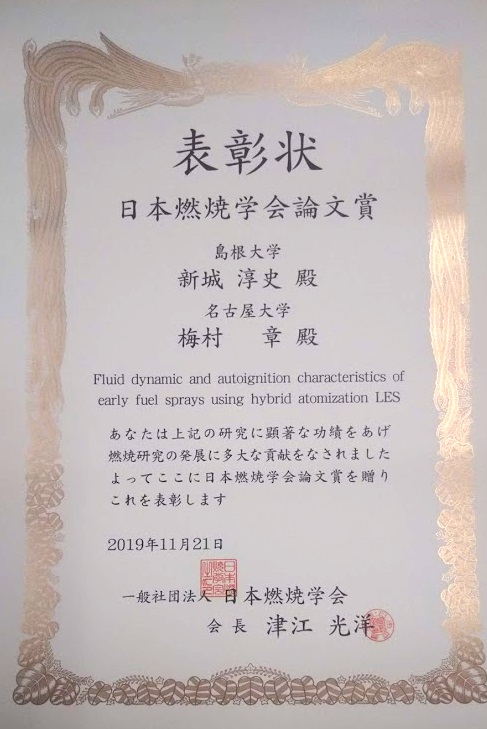 表彰状
日本燃焼学会論文賞
島根大学
新城 淳史 殿
名古屋大学
梅村 章 殿
Fluid dynamic and autoignition characteristics of
early fuel sprays using hybrid atomization LES
あなたは上記の研究に顕著な功績をあげ
燃焼研究の発展に多大な貢献をなされました
よってここに日本燃焼学会論文賞を贈り
これを表彰します
2019年11月21日
一般社団法人 日本燃焼学会
会長 津江 光洋